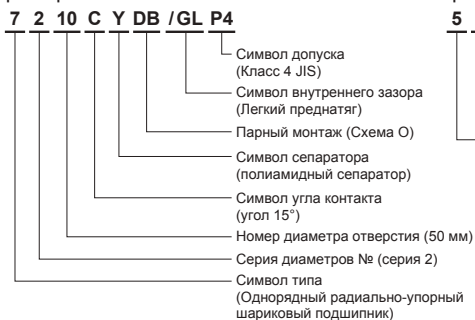 7 2 10 C Y DB /GL P4
5
Символ допуска
(Класс 4 JIS)
Символ внутреннего зазора
(Легкий преднатяг)
Парный монтаж (Схема О)
Символ сепаратора
(полиамидный сепаратор)
Символ угла контакта
(угол 15°)
Номер диаметра отверстия (50 мм)
Серия диаметров № (серия 2)
Символ типа
(Однорядный радиально-упорный
шариковый подшипник)